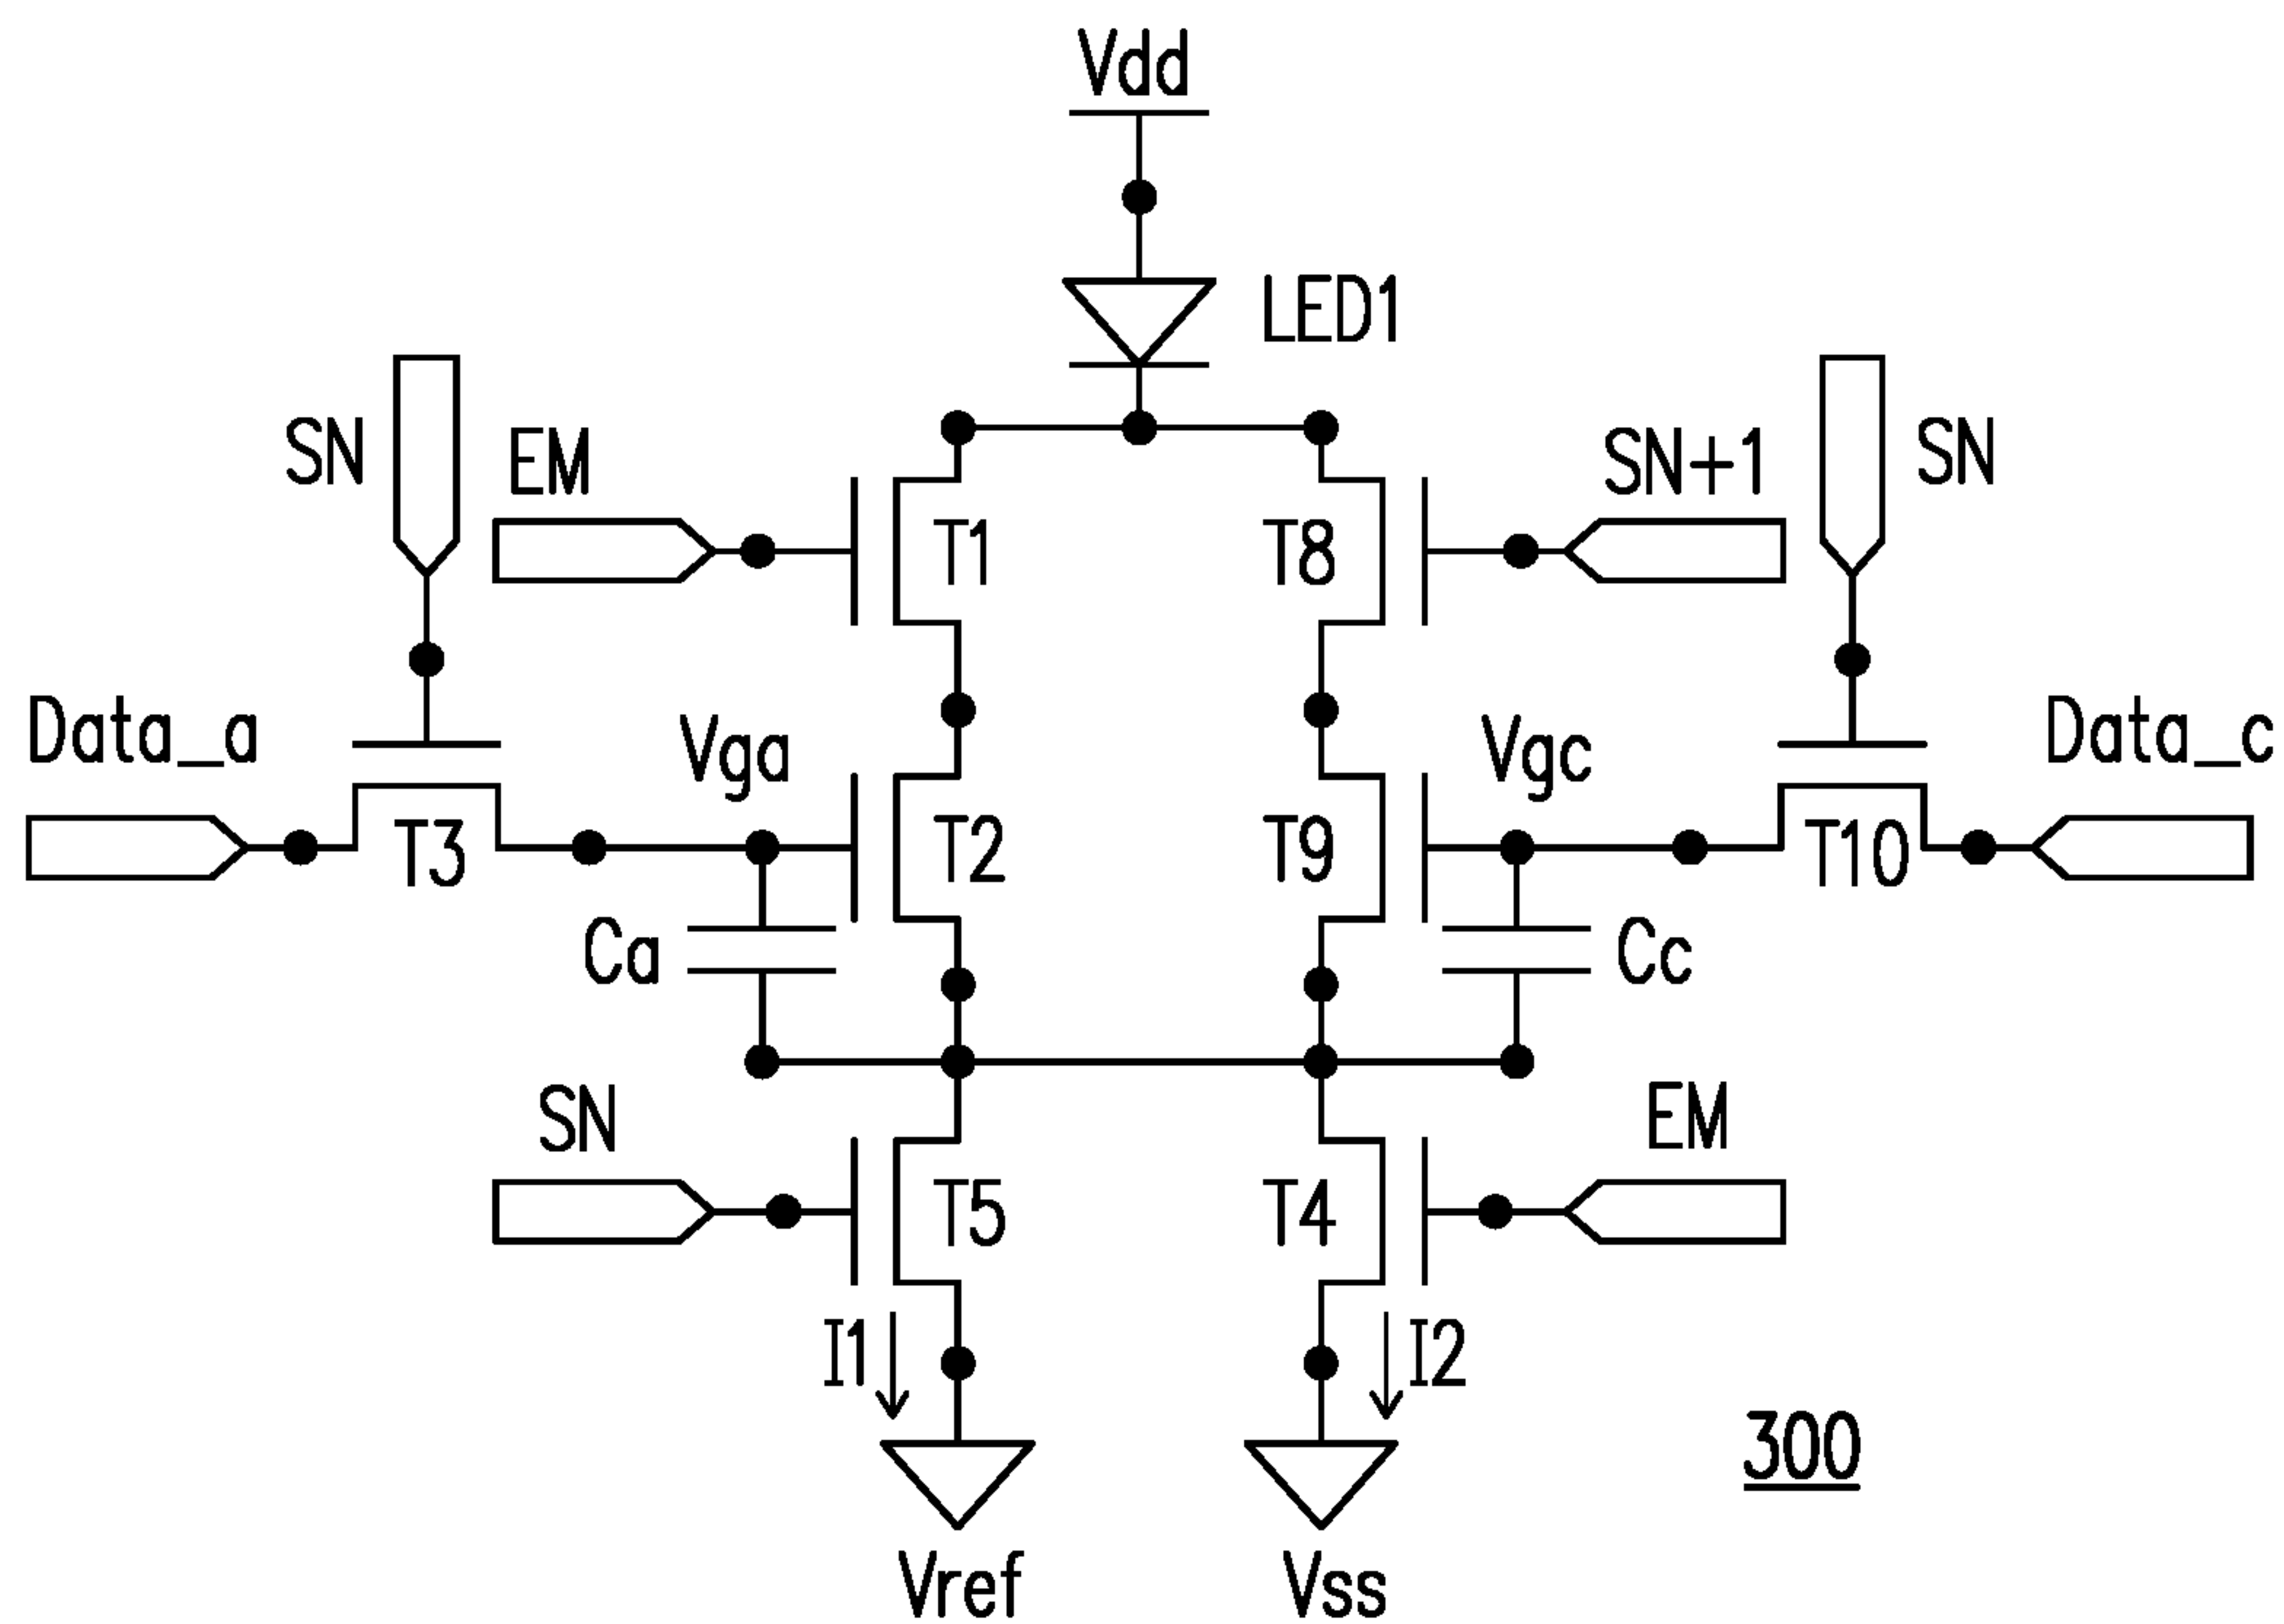 Vdd
LED1
SN
EM
SN+1
SN
T1
T8
Data_a
Vga
Vgc
Data_c
T3
T2
T9
T10
Ca
Cc
SN
EM
T5
T4
I1
I2
300
Vref
Vss